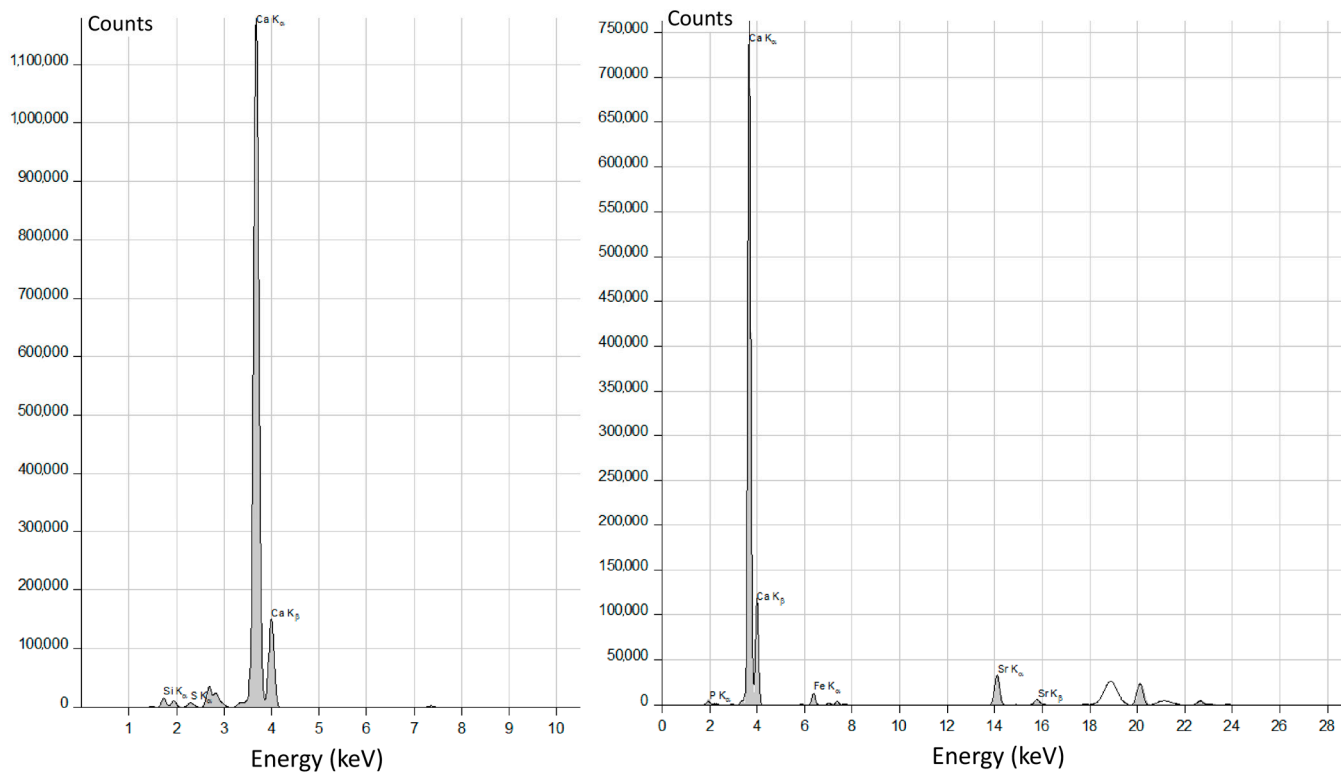 Counts
Ca Kα
1,100,000
1,000,000
900,000
800,000
700,000
600,000
500,000
400,000
300,000
200,000
100,000
0
Ca Kβ
Si Kα
S Kα
1 2 3 4 5 6 7 8 9 10
Energy (keV)
Counts
Ca Kα
750,000
700,000
650,000
600,000
550,000
500,000
450,000
400,000
350,000
300,000
250,000
200,000
150,000
100,000
50,000
0
Ca Kβ
P Kα
Fe Kα
Sr Kα
Sr Kβ
0 2 4 6 8 10 12 14 16 18 20 22 24 26 28
Energy (keV)